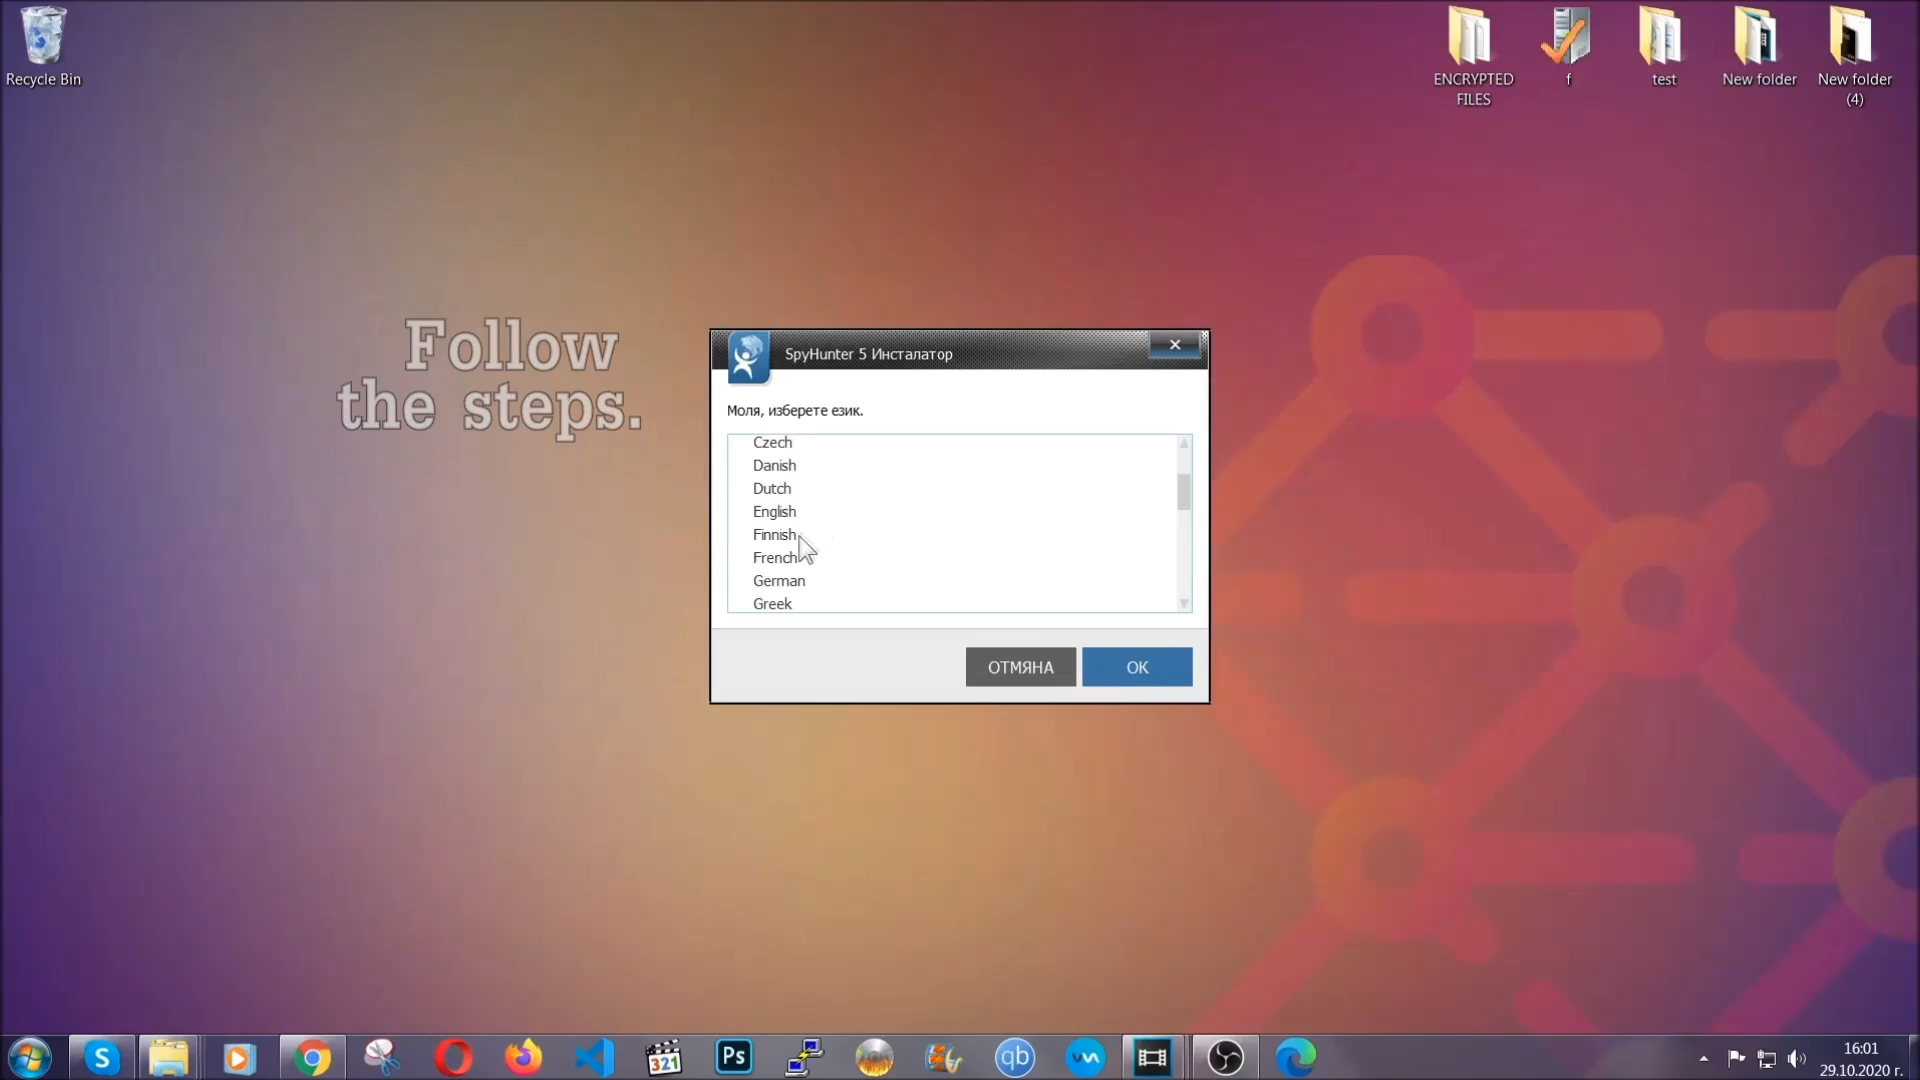 Recycle Bin
ENCRYPTED
FILES
f
test
New folder
New folder
(4)
Follow
the steps.
SpyHunter 5 Инсталатор
Моля, изберете език.
Czech
Danish
Dutch
English
Finnish
French
German
Greek
ОТМЯНА
OK
S
321
Ps
qb
16:01
29.10.2020 г.